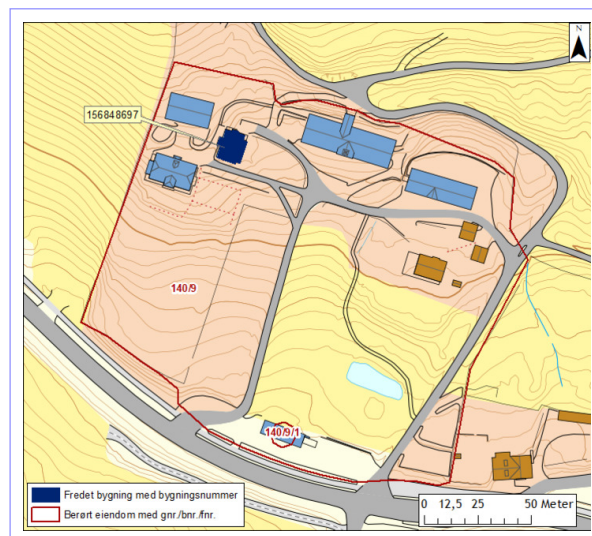 N
156848697
140/9
140/9/1
Fredet bygning med bygningsnummer
Berørt eiendom med gnr./bnr./fnr.
0 12,5 25 50 Meter